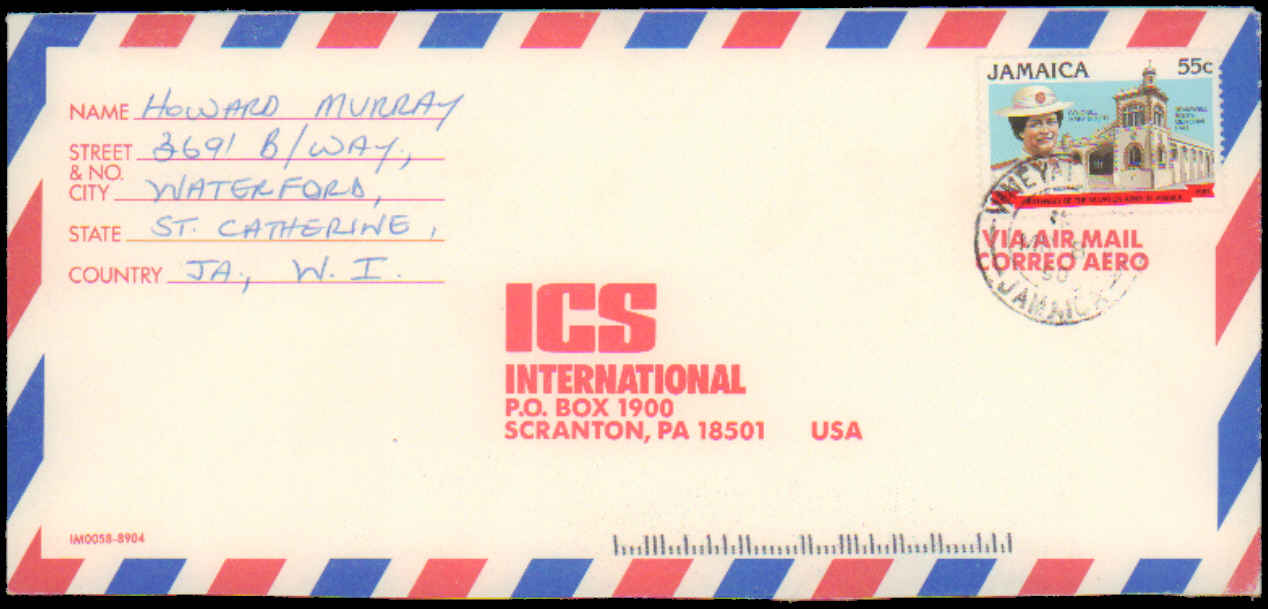 NAME HOWARD MURRAY
STREET & NO. 3691 B/WAY.,
CITY WATERFORD,
STATE ST. CATHERINE,
COUNTRY JA., W. I.
JAMAICA 55c
VIA AIR MAIL
CORREO AERO
JAMAICA
ICS
INTERNATIONAL
P.O. BOX 1900
SCRANTON, PA 18501 USA
IM0058-8904